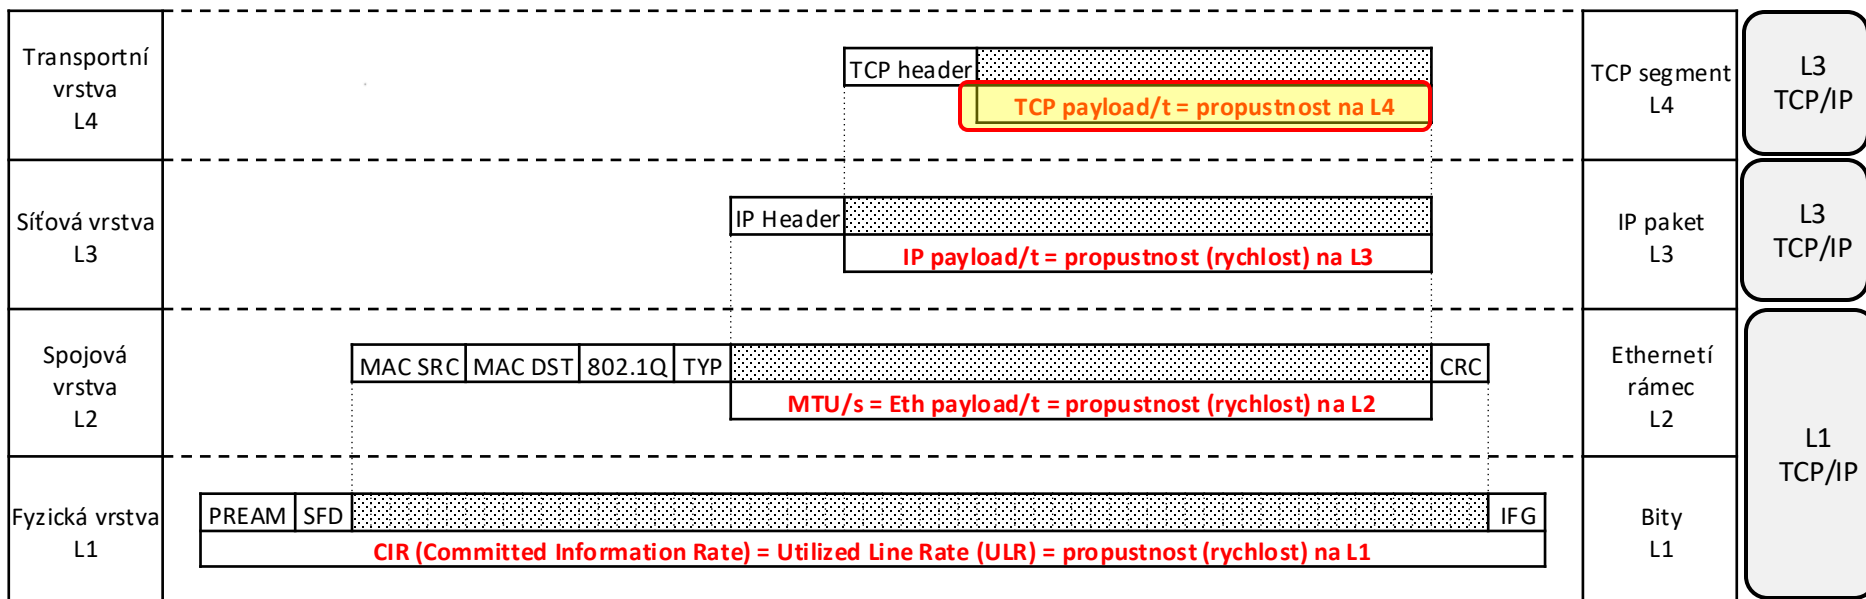 Transportní
vrstva
L4
TCP header
TCP payload/t = propustnost na L4
TCP segment
L4
L3
TCP/IP
Síťová vrstva
L3
IP Header
IP payload/t = propustnost (rychlost) na L3
IP paket
L3
L3
TCP/IP
Spojová
vrstva
L2
MAC SRC MAC DST 802.1Q TYP CRC
MTU/s = Eth payload/t = propustnost (rychlost) na L2
Ethernetí
rámec
L2
L1
TCP/IP
Fyzická vrstva
L1
PREAM SFD IFG
CIR (Committed Information Rate) = Utilized Line Rate (ULR) = propustnost (rychlost) na L1
Bity
L1